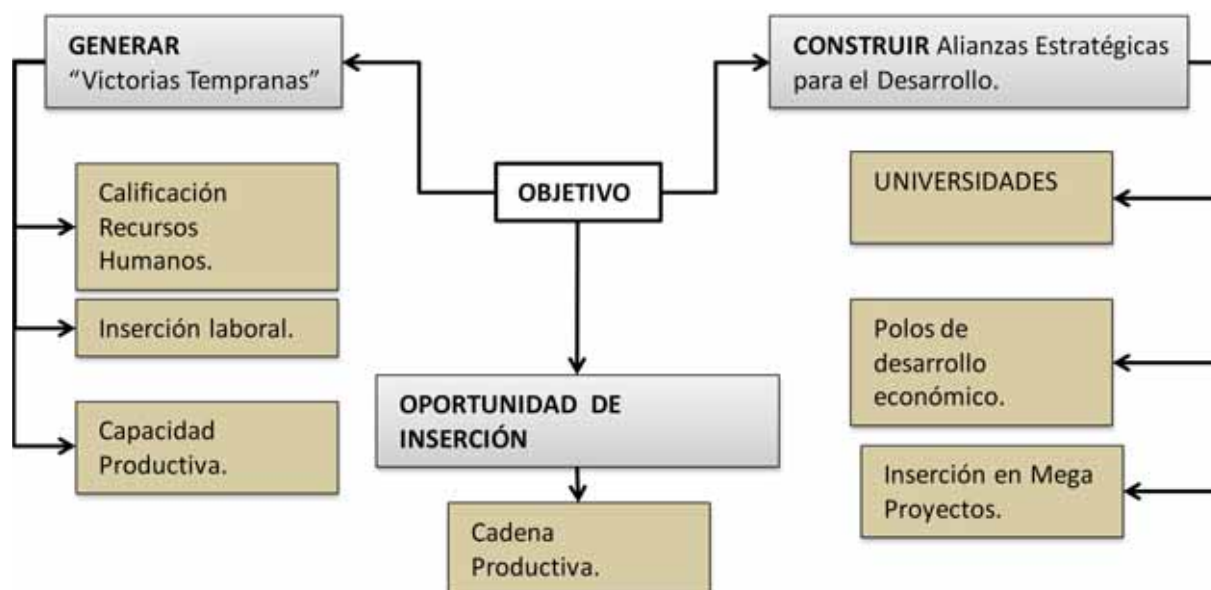 GENERAR
“Victorias Tempranas”
CONSTRUIR Alianzas Estratégicas
para el Desarrollo.
OBJETIVO
Calificación
Recursos
Humanos.
Inserción laboral.
Capacidad
Productiva.
OPORTUNIDAD DE
INSERCIÓN
Cadena
Productiva.
UNIVERSIDADES
Polos de
desarrollo
económico.
Inserción en Mega
Proyectos.